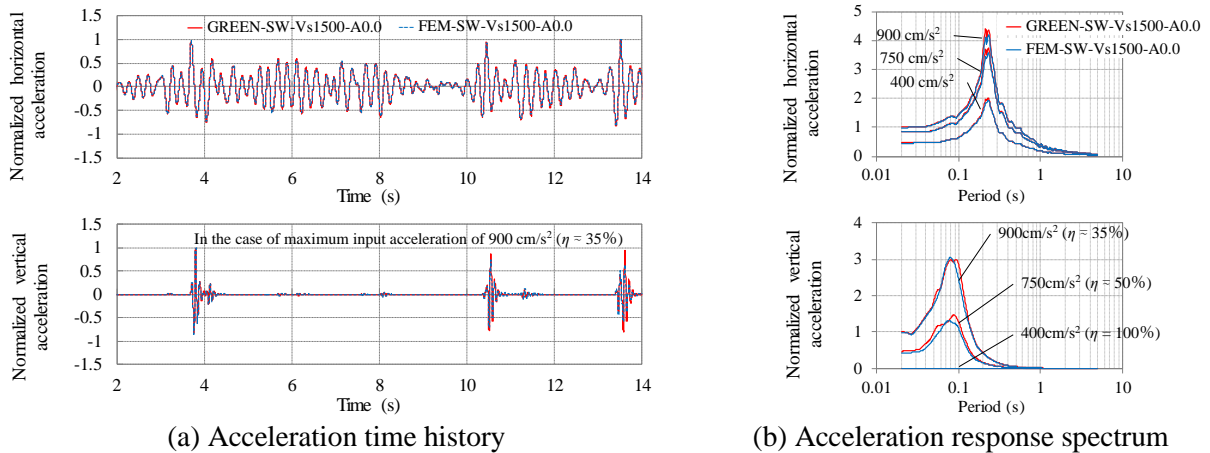 GREEN-SW-Vs1500-A0.0 FEM-SW-Vs1500-A0.0
Normalized horizontal
acceleration
1.5
1
0.5
0
-0.5
-1
-1.5
2 4 6 8 10 12 14
Time (s)
In the case of maximum input acceleration of 900 cm/s² (η ≈ 35%)
Normalized vertical
acceleration
1.5
1
0.5
0
-0.5
-1
-1.5
2 4 6 8 10 12 14
Time (s)
(a) Acceleration time history
GREEN-SW-Vs1500-A0.0
FEM-SW-Vs1500-A0.0
900 cm/s²
750 cm/s²
400 cm/s²
Normalized horizontal
acceleration
5
4
3
2
1
0
0.01 0.1 1 10
Period (s)
900cm/s² (η ≈ 35%)
750cm/s² (η ≈ 50%)
400cm/s² (η = 100%)
Normalized vertical
acceleration
4
3
2
1
0
0.01 0.1 1 10
Period (s)
(b) Acceleration response spectrum